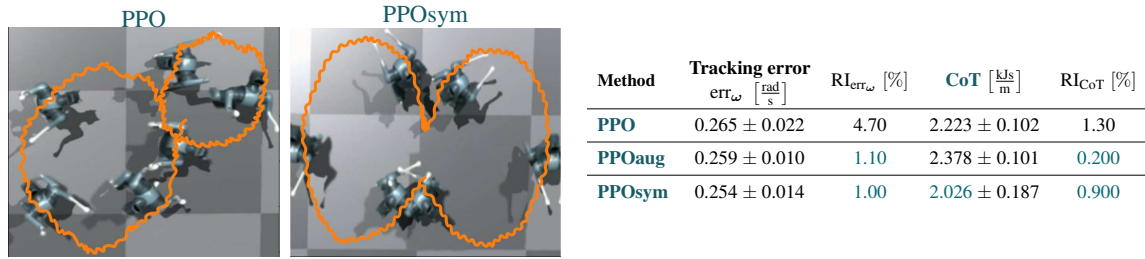 PPO
PPOsym
Method Tracking error err_ω [rad/s] RI_err_ω [%] CoT [kJs/m] RI_CoT [%]
PPO 0.265 ± 0.022 4.70 2.223 ± 0.102 1.30
PPOaug 0.259 ± 0.010 1.10 2.378 ± 0.101 0.200
PPOsym 0.254 ± 0.014 1.00 2.026 ± 0.187 0.900